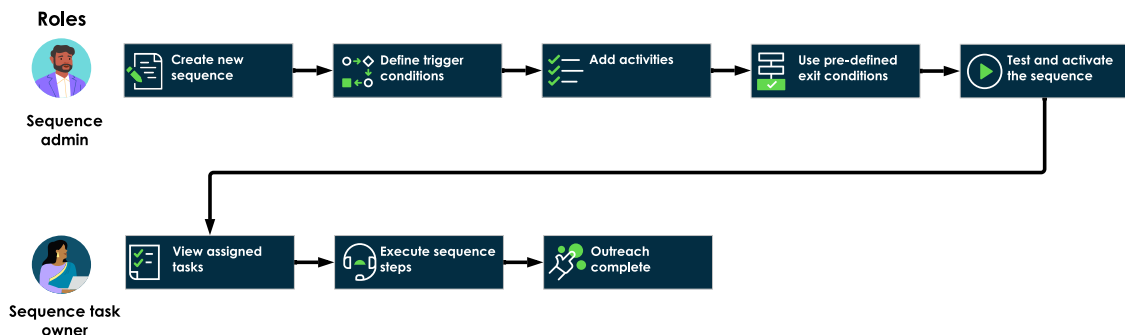 Roles
Create new
sequence
Define trigger
conditions
Add activities
Use pre-defined
exit conditions
Test and activate
the sequence
Sequence
admin
View assigned
tasks
Execute sequence
steps
Outreach
complete
Sequence task
owner